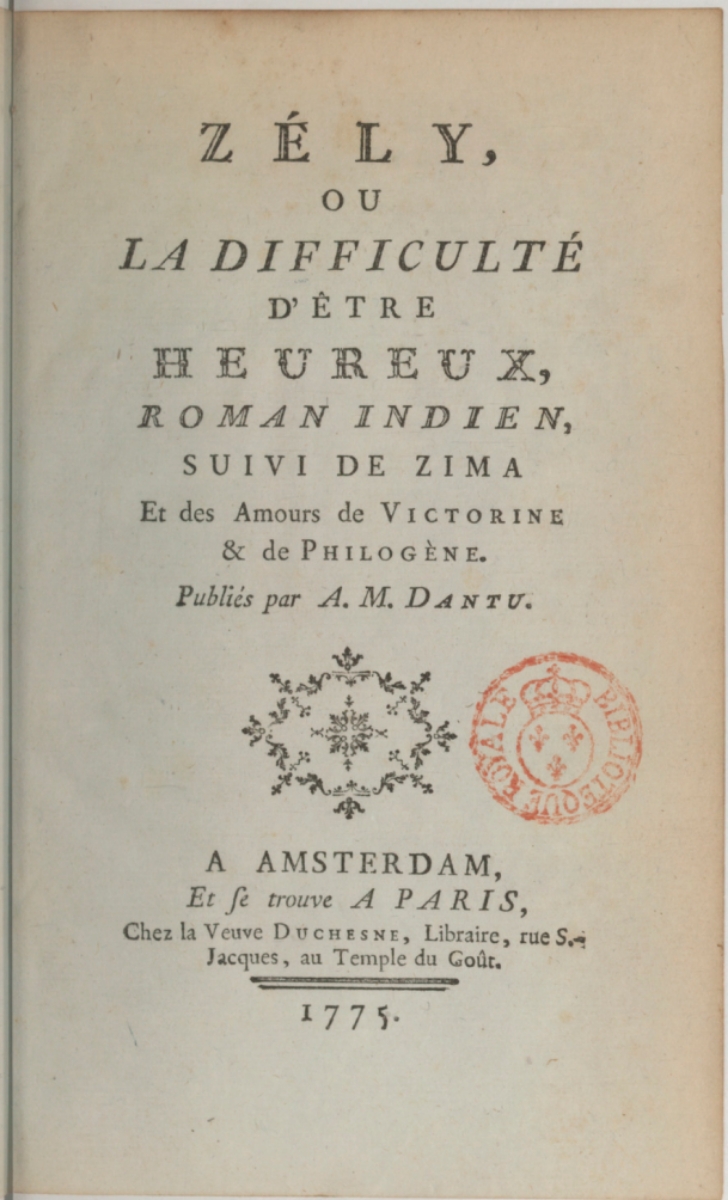 ZÉLY,
OU
LA DIFFICULTÉ
D'ÊTRE
HEUREUX,
ROMAN INDIEN,
SUIVI DE ZIMA
Et des Amours de VICTORINE
& de PHILOGÈNE.
Publiés par A. M. DANTU.
BIBLIOTESQUE ROYALE
A AMSTERDAM,
Et ſe trouve A PARIS,
Chez la Veuve DUCHESNE, Libraire, rue S.-
Jacques, au Temple du Goût.
1775.